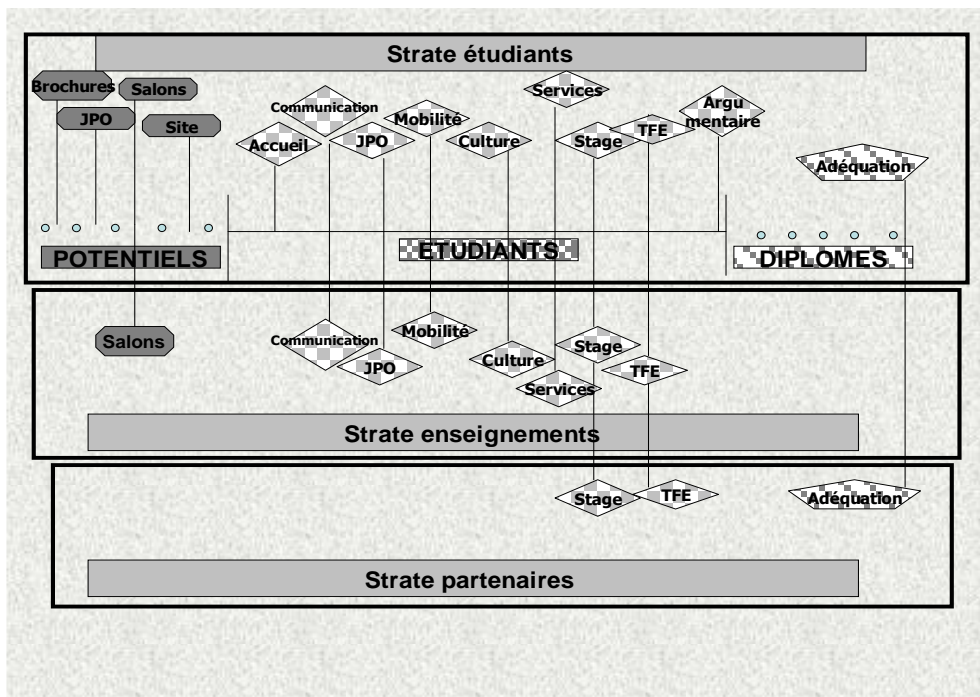 Strate étudiants
Brochures
Salons
JPO
Site
Communication
Accueil
JPO
Mobilité
Culture
Services
Stage
TFE
Argu
mentaire
Adéquation
POTENTIELS
ETUDIANTS
DIPLOMES
Salons
Communication
JPO
Mobilité
Culture
Services
Stage
TFE
Strate enseignements
Stage
TFE
Adéquation
Strate partenaires